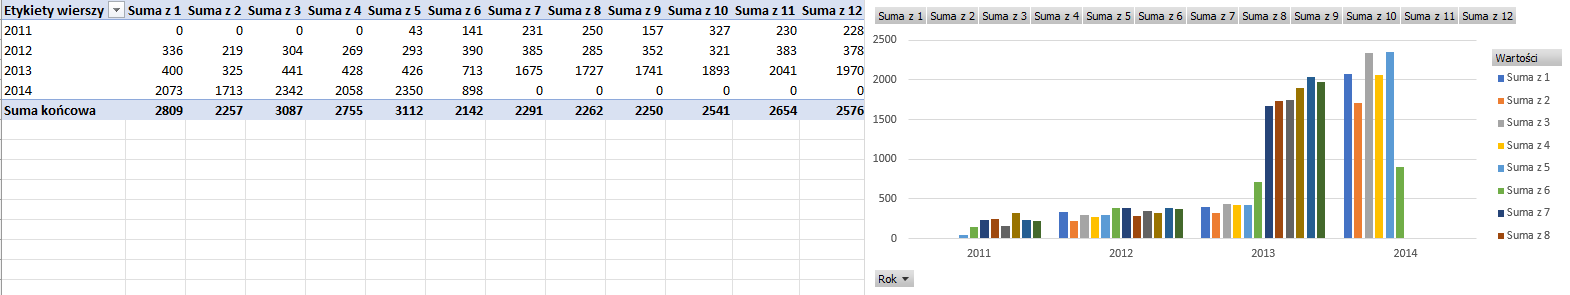 Etykiety wierszy Suma z 1 Suma z 2 Suma z 3 Suma z 4 Suma z 5 Suma z 6 Suma z 7 Suma z 8 Suma z 9 Suma z 10 Suma z 11 Suma z 12
2011 0 0 0 0 43 141 231 250 157 327 230 228
2012 336 219 304 269 293 390 385 285 352 321 383 378
2013 400 325 441 428 426 713 1675 1727 1741 1893 2041 1970
2014 2073 1713 2342 2058 2350 898 0 0 0 0 0 0
Suma końcowa 2809 2257 3087 2755 3112 2142 2291 2262 2250 2541 2654 2576
Suma z 1 Suma z 2 Suma z 3 Suma z 4 Suma z 5 Suma z 6 Suma z 7 Suma z 8 Suma z 9 Suma z 10 Suma z 11 Suma z 12
2500
2000
1500
1000
500
0
2011 2012 2013 2014
Wartości
Suma z 1
Suma z 2
Suma z 3
Suma z 4
Suma z 5
Suma z 6
Suma z 7
Suma z 8
Rok